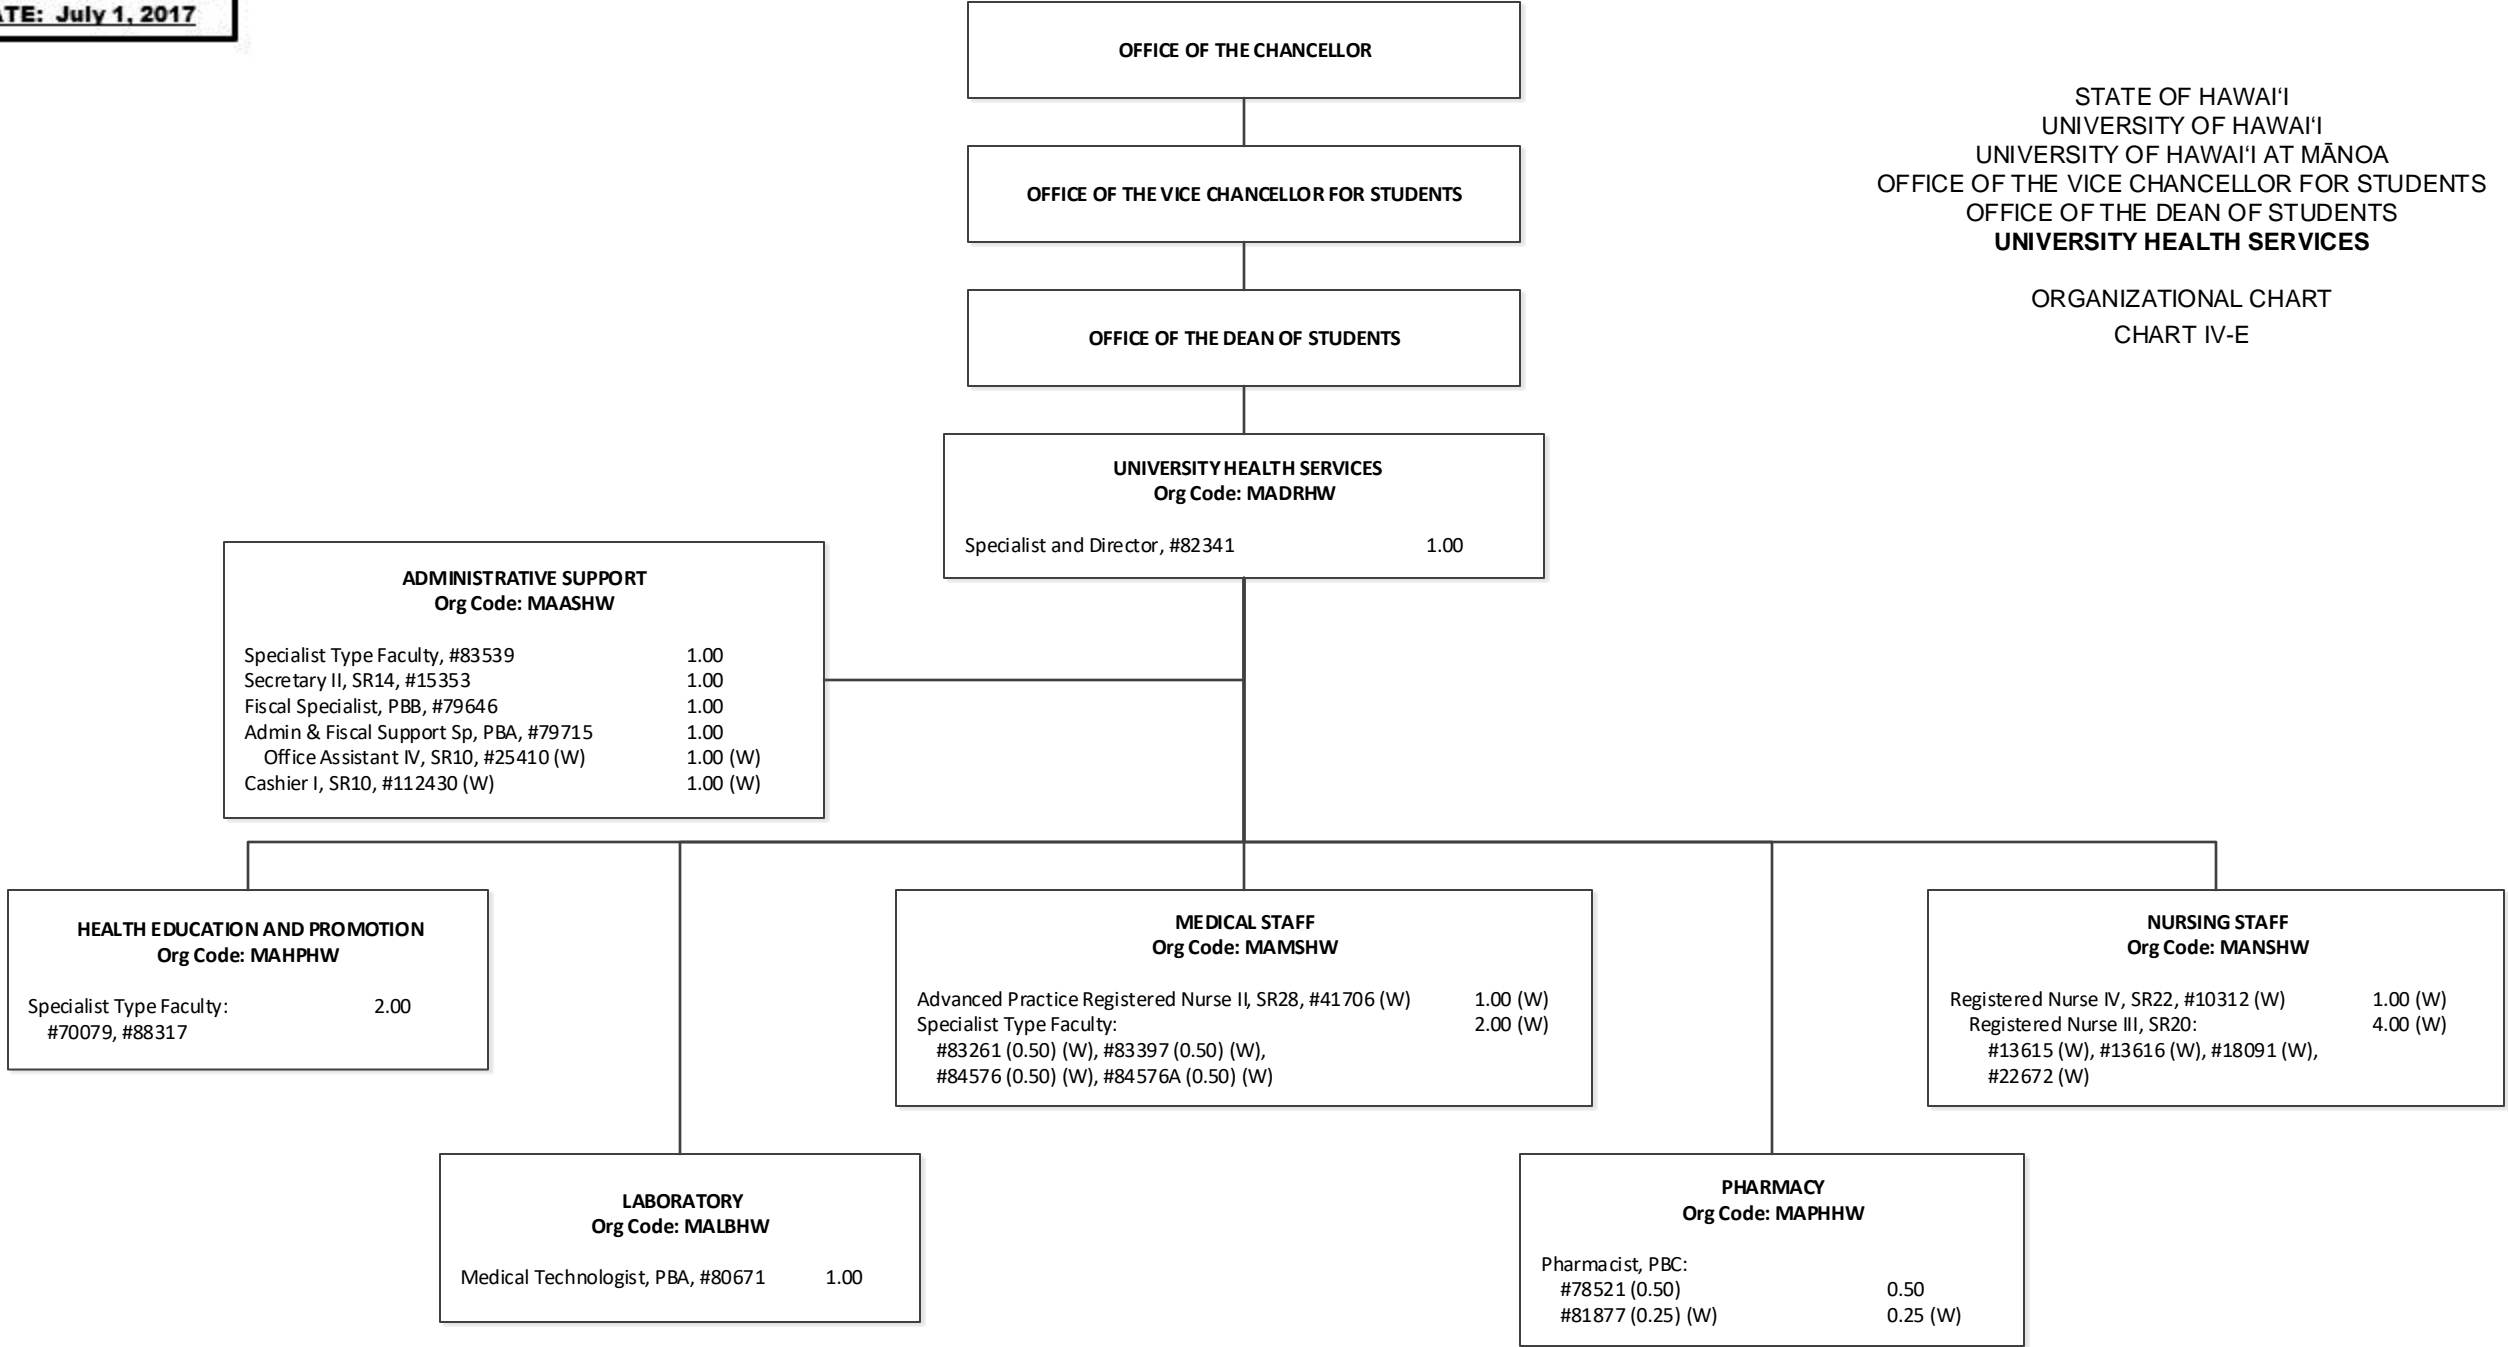 DATE: July 1, 2017
OFFICE OF THE CHANCELLOR
STATE OF HAWAI‘I
UNIVERSITY OF HAWAI‘I
UNIVERSITY OF HAWAI‘I AT MĀNOA
OFFICE OF THE VICE CHANCELLOR FOR STUDENTS
OFFICE OF THE DEAN OF STUDENTS
UNIVERSITY HEALTH SERVICES
ORGANIZATIONAL CHART
CHART IV-E
OFFICE OF THE VICE CHANCELLOR FOR STUDENTS
OFFICE OF THE DEAN OF STUDENTS
UNIVERSITY HEALTH SERVICES
Org Code: MADRHW
Specialist and Director, #82341 1.00
ADMINISTRATIVE SUPPORT
Org Code: MAASHW
Specialist Type Faculty, #83539 1.00
Secretary II, SR14, #15353 1.00
Fiscal Specialist, PBB, #79646 1.00
Admin & Fiscal Support Sp, PBA, #79715 1.00
Office Assistant IV, SR10, #25410 (W) 1.00 (W)
Cashier I, SR10, #112430 (W) 1.00 (W)
HEALTH EDUCATION AND PROMOTION
Org Code: MAHPHW
Specialist Type Faculty: 2.00
#70079, #88317
MEDICAL STAFF
Org Code: MAMSHW
Advanced Practice Registered Nurse II, SR28, #41706 (W) 1.00 (W)
Specialist Type Faculty: 2.00 (W)
#83261 (0.50) (W), #83397 (0.50) (W),
#84576 (0.50) (W), #84576A (0.50) (W)
NURSING STAFF
Org Code: MANSHW
Registered Nurse IV, SR22, #10312 (W) 1.00 (W)
Registered Nurse III, SR20: 4.00 (W)
#13615 (W), #13616 (W), #18091 (W),
#22672 (W)
LABORATORY
Org Code: MALBHW
Medical Technologist, PBA, #80671 1.00
PHARMACY
Org Code: MAPHHW
Pharmacist, PBC:
#78521 (0.50) 0.50
#81877 (0.25) (W) 0.25 (W)